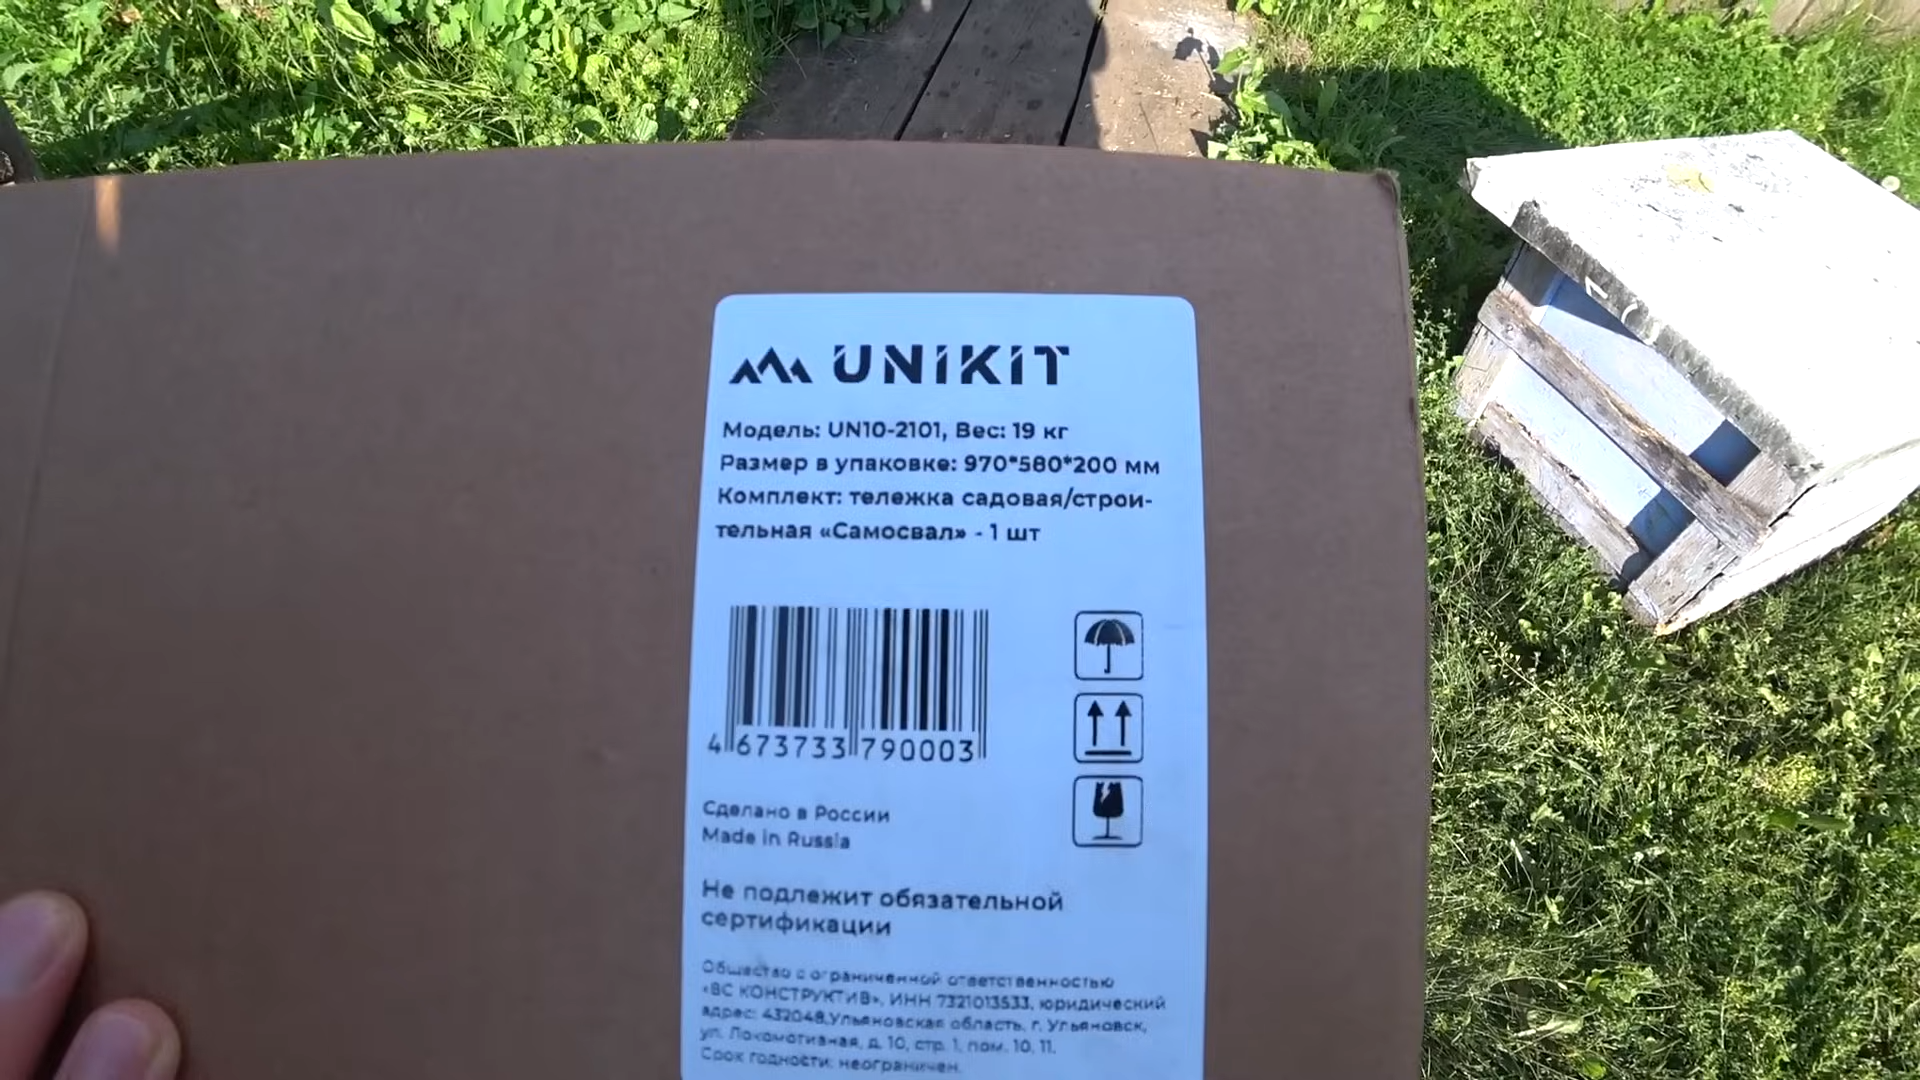 UNIKIT
Модель: UN10-2101, Вес: 19 кг
Размер в упаковке: 970*580*200 мм
Комплект: тележка садовая/строи-
тельная «Самосвал» - 1 шт
4 673733 790003
Сделано в России
Made in Russia
Не подлежит обязательной
сертификации
Общество с ограниченной ответственностью
«ВС КОНСТРУКТИВ», ИНН 7321013533, юридический
адрес: 432048,Ульяновская область, г. Ульяновск,
ул. Локомотивная, д. 10, стр. 1, пом. 10, 11.
Срок годности: неограничен.